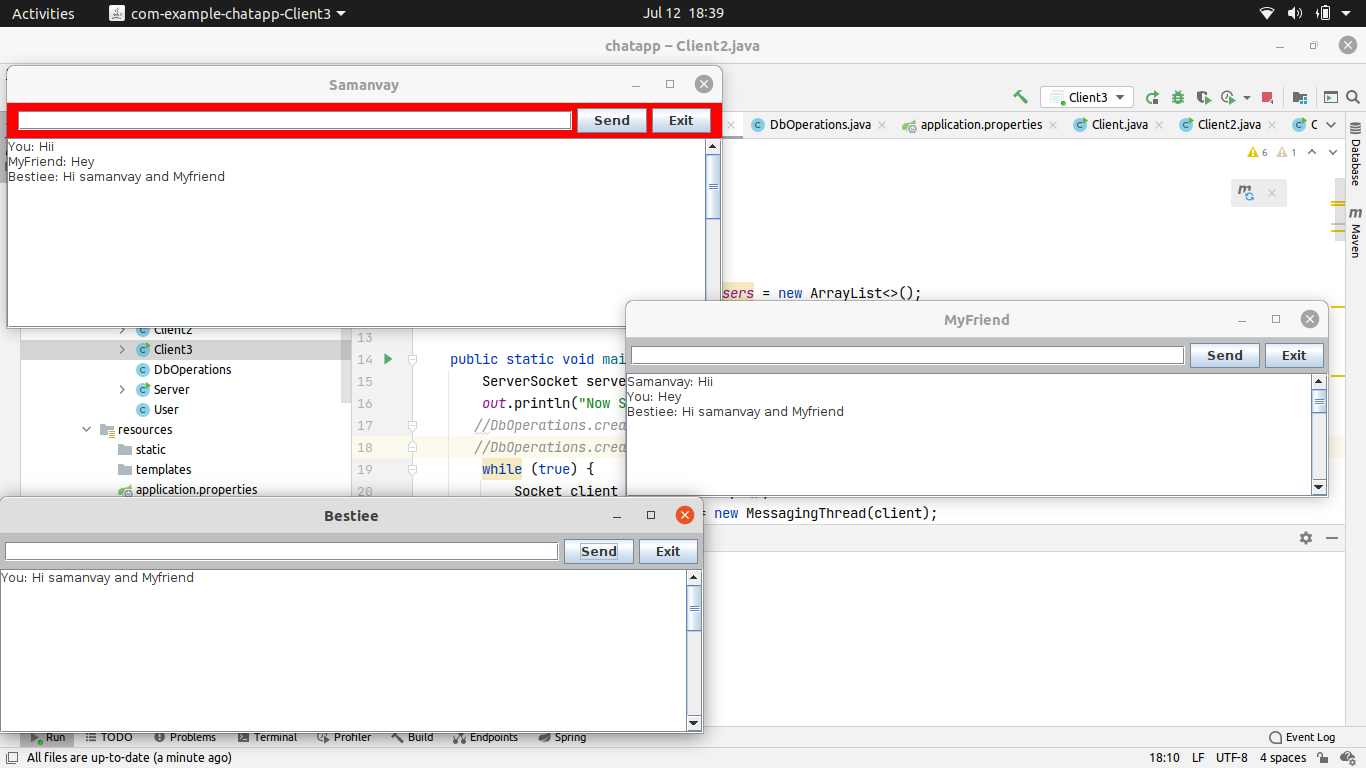 Activities com-example-chatapp-Client3 Jul 12 18:39
chatapp – Client2.java
Samanvay
Client3
Send Exit
DbOperations.java application.properties Client.java Client2.java C
You: Hii
MyFriend: Hey
Bestiee: Hi samanvay and Myfriend
6 1
Database
m
Maven
sers = new ArrayList<>();
MyFriend
Send Exit
Samanvay: Hii
You: Hey
Bestiee: Hi samanvay and Myfriend
Client2
Client3
DbOperations
Server
User
resources
static
templates
application.properties
13
14 public static void mai
15 ServerSocket serve
16 out.println("Now S
17 //DbOperations.crea
18 //DbOperations.crea
19 while (true) {
20 Socket client
= new MessagingThread(client);
Bestiee
Send Exit
You: Hi samanvay and Myfriend
Run TODO Problems Terminal Profiler Build Endpoints Spring Event Log
All files are up-to-date (a minute ago) 18:10 LF UTF-8 4 spaces